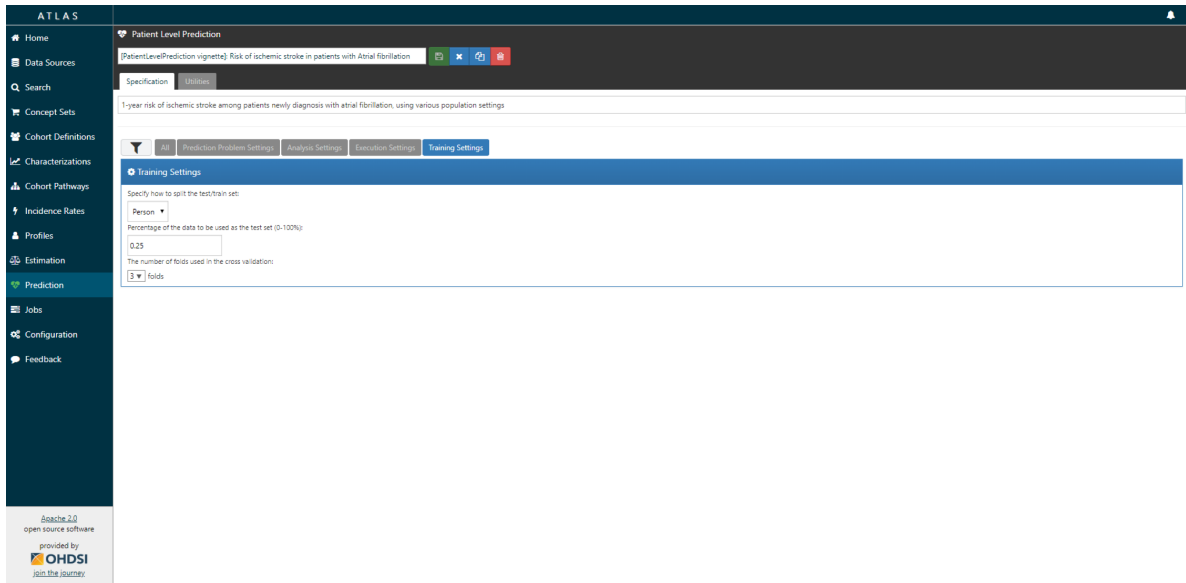 ATLAS
Home
Data Sources
Search
Concept Sets
Cohort Definitions
Characterizations
Cohort Pathways
Incidence Rates
Profiles
Estimation
Prediction
Jobs
Configuration
Feedback
Apache 2.0
open source software
provided by
OHDSI
join the journey
Patient Level Prediction
[PatientLevelPrediction vignette]: Risk of ischemic stroke in patients with Atrial fibrillation
Specification Utilities
1-year risk of ischemic stroke among patients newly diagnosis with atrial fibrillation, using various population settings
All Prediction Problem Settings Analysis Settings Execution Settings Training Settings
Training Settings
Specify how to split the test/train set:
Person
Percentage of the data to be used as the test set (0-100%):
0.25
The number of folds used in the cross validation:
3 folds